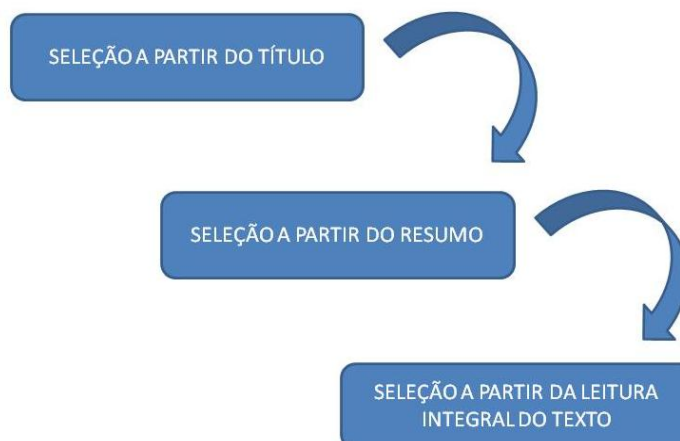 SELEÇÃO A PARTIR DO TÍTULO
SELEÇÃO A PARTIR DO RESUMO
SELEÇÃO A PARTIR DA LEITURA
INTEGRAL DO TEXTO